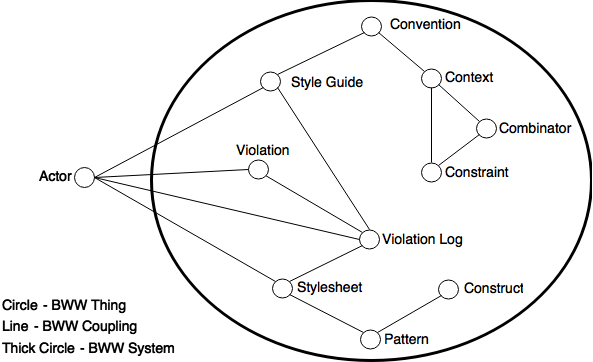 Convention
Context
Style Guide
Combinator
Violation
Constraint
Actor
Violation Log
Stylesheet
Construct
Circle - BWW Thing
Line - BWW Coupling
Pattern
Thick Circle - BWW System